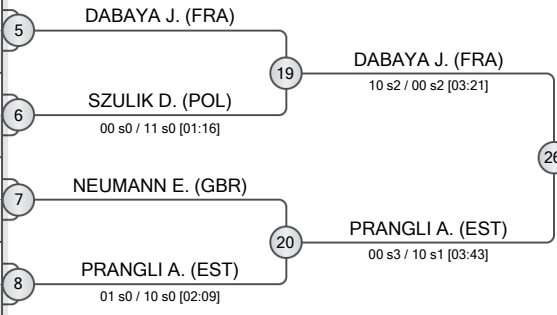 5
DABAYA J. (FRA)
19
DABAYA J. (FRA)
10 s2 / 00 s2 [03:21]
6
SZULIK D. (POL)
00 s0 / 11 s0 [01:16]
26
7
NEUMANN E. (GBR)
20
PRANGLI A. (EST)
00 s3 / 10 s1 [03:43]
8
PRANGLI A. (EST)
01 s0 / 10 s0 [02:09]